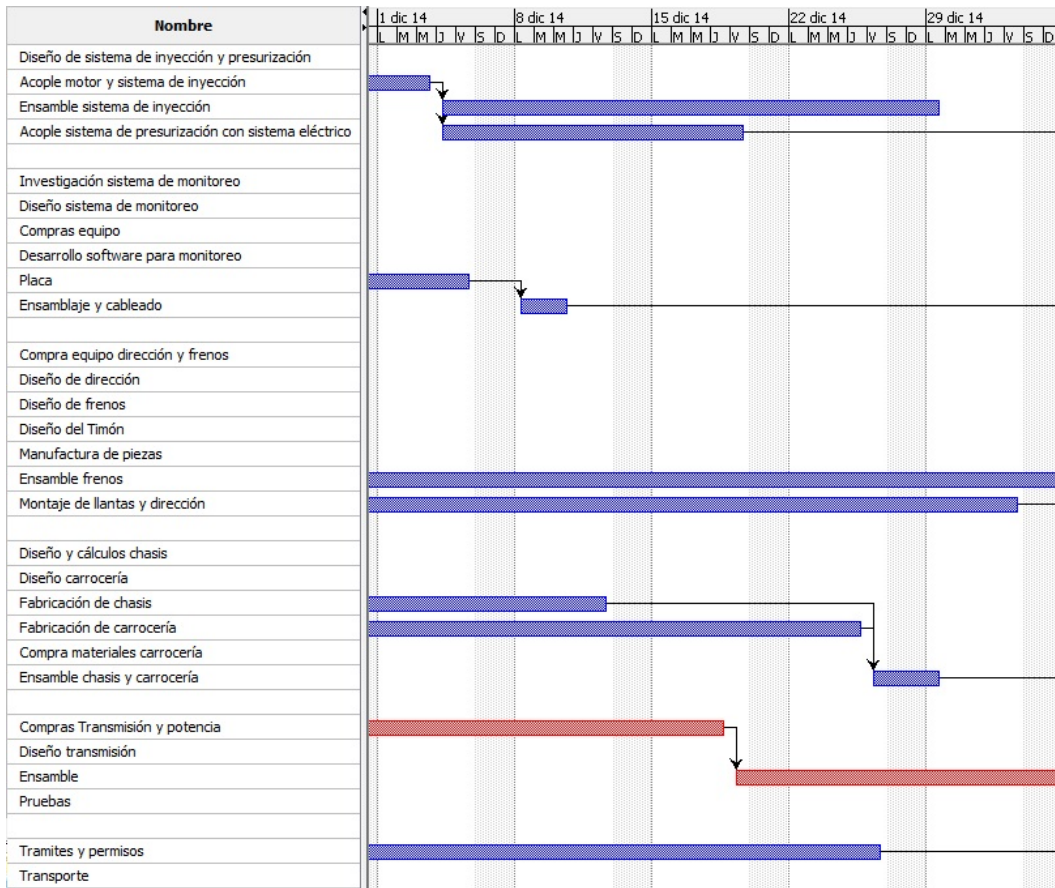 Nombre
1 dic 14 8 dic 14 15 dic 14 22 dic 14 29 dic 14
L M M J V S D L M M J V S D L M M J V S D L M M J V S D L M M J V S D
Diseño de sistema de inyección y presurización
Acople motor y sistema de inyección
Ensamble sistema de inyección
Acople sistema de presurización con sistema eléctrico
Investigación sistema de monitoreo
Diseño sistema de monitoreo
Compras equipo
Desarrollo software para monitoreo
Placa
Ensamblaje y cableado
Compra equipo dirección y frenos
Diseño de dirección
Diseño de frenos
Diseño del Timón
Manufactura de piezas
Ensamble frenos
Montaje de llantas y dirección
Diseño y cálculos chasis
Diseño carrocería
Fabricación de chasis
Fabricación de carrocería
Compra materiales carrocería
Ensamble chasis y carrocería
Compras Transmisión y potencia
Diseño transmisión
Ensamble
Pruebas
Tramites y permisos
Transporte